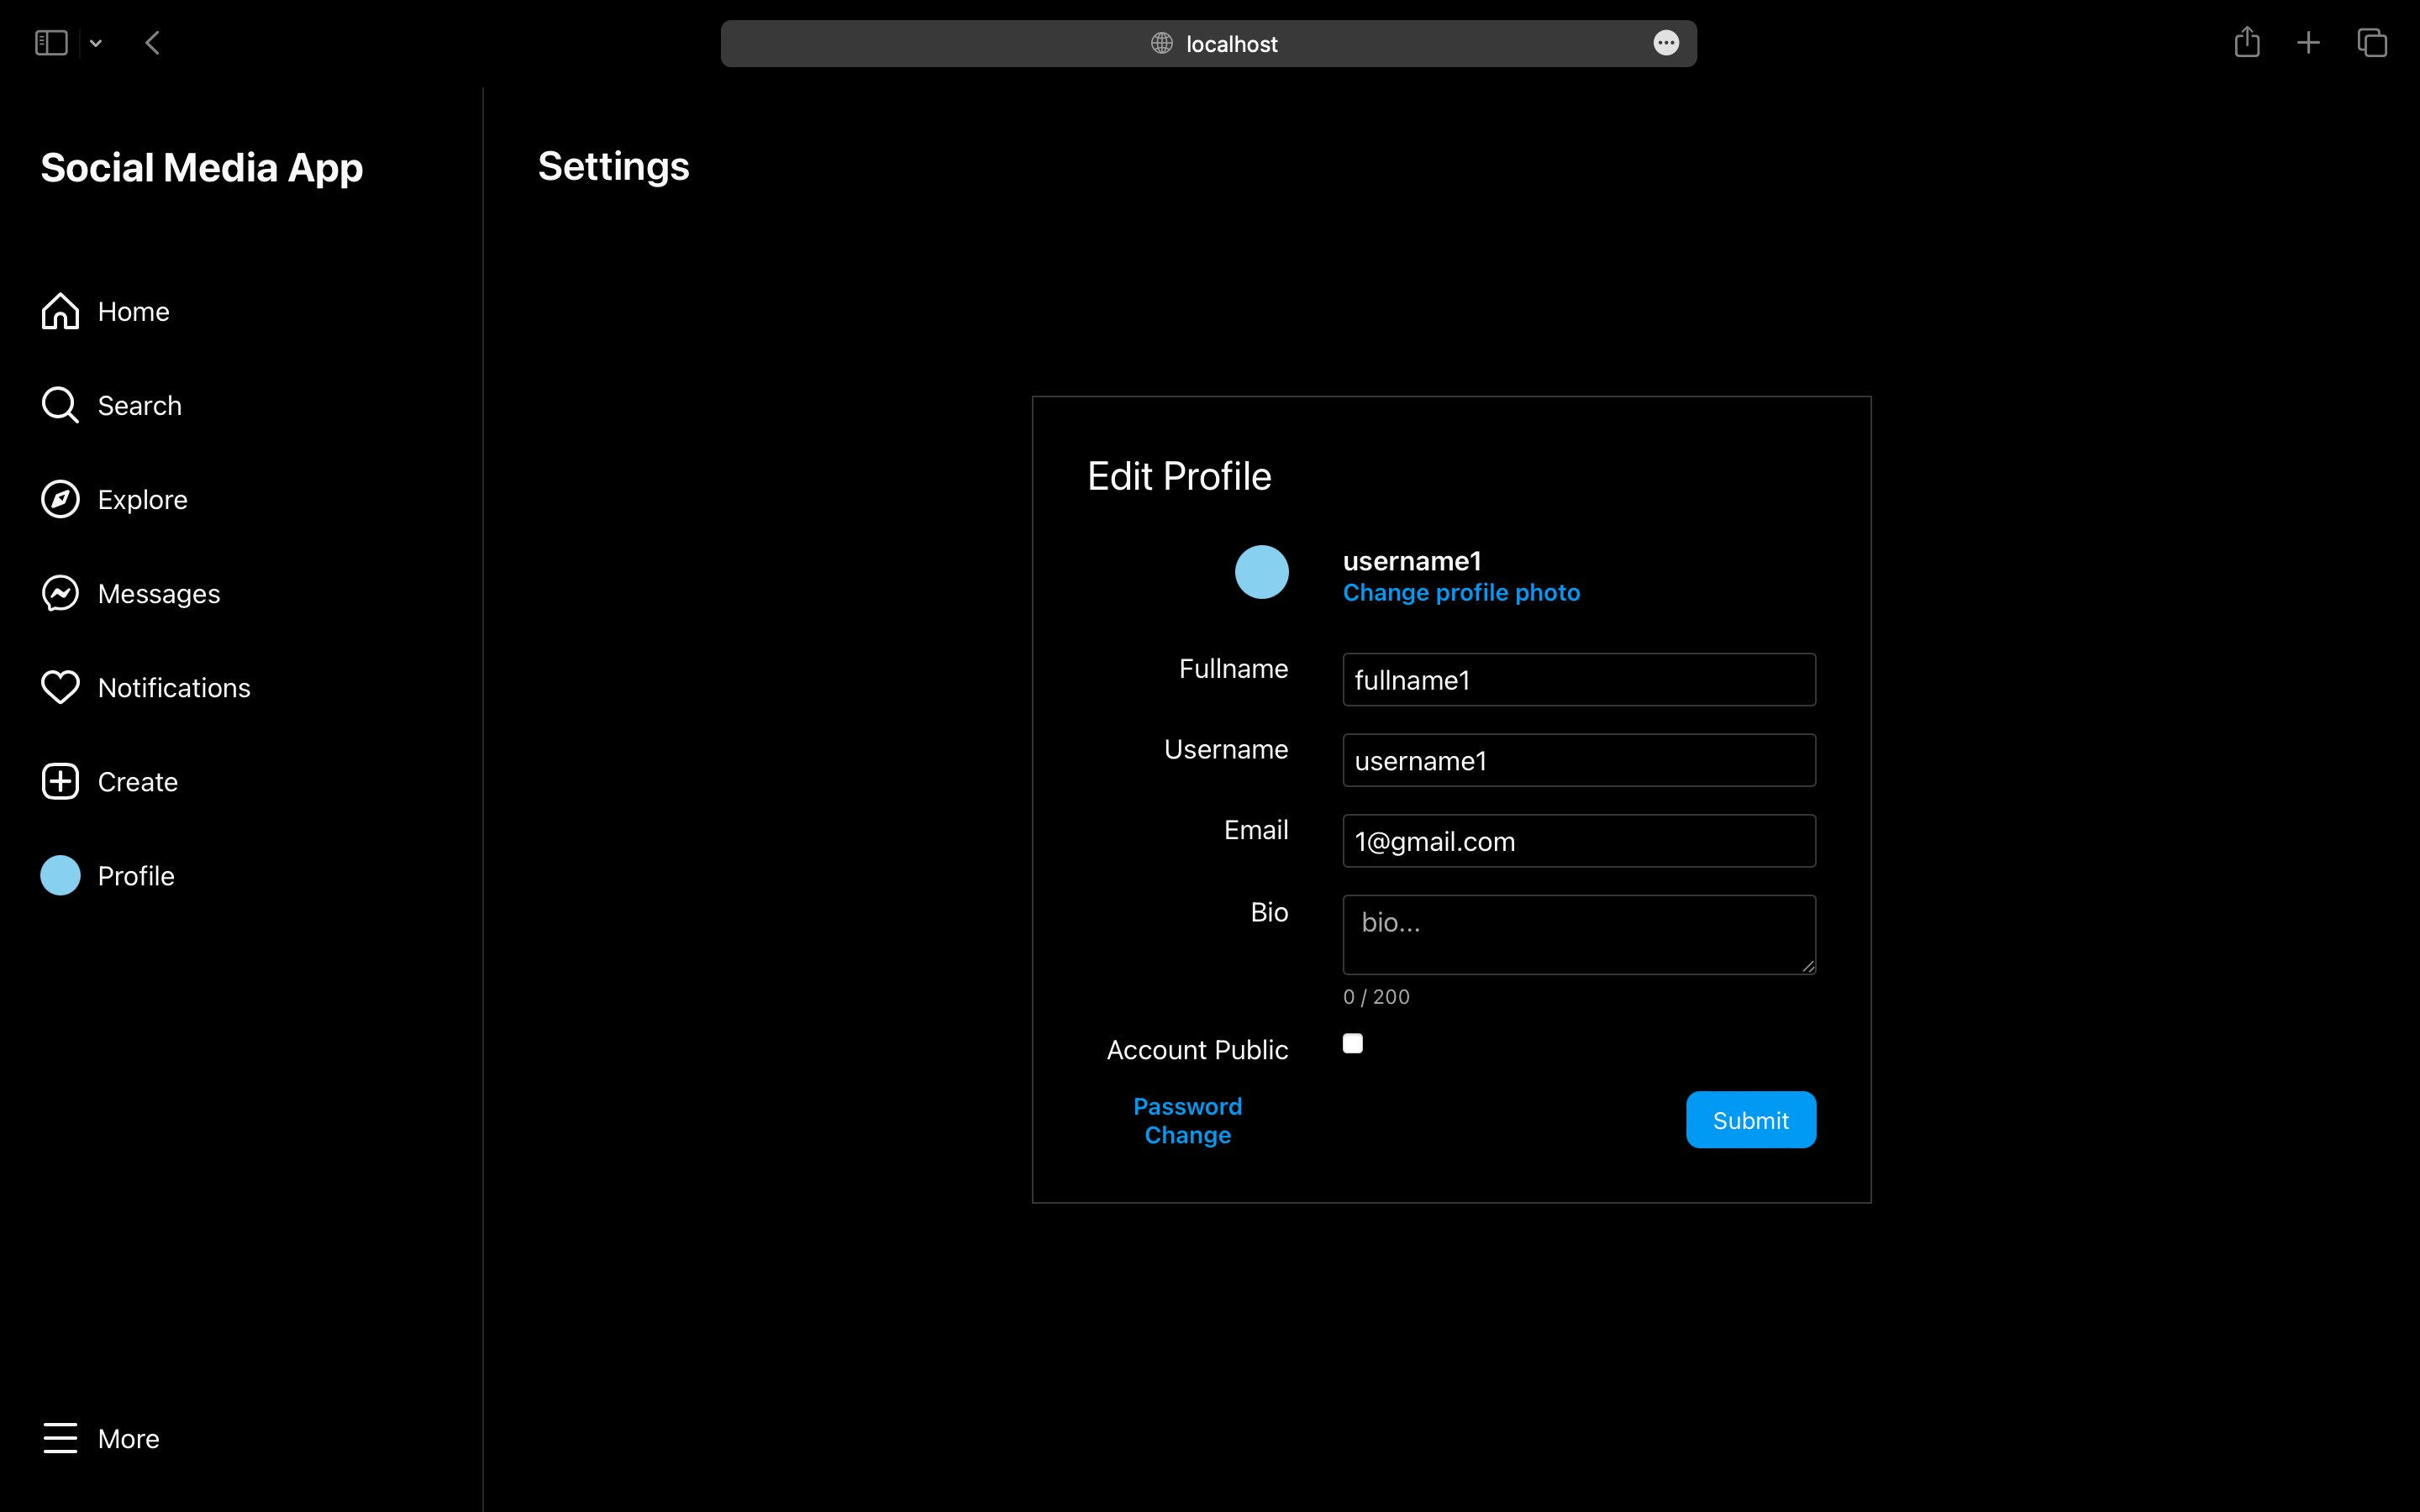 localhost
Social Media App
Home
Search
Explore
Messages
Notifications
Create
Profile
More
Settings
Edit Profile
username1
Change profile photo
Fullname
fullname1
Username
username1
Email
1@gmail.com
Bio
bio...
0 / 200
Account Public
Password
Change
Submit